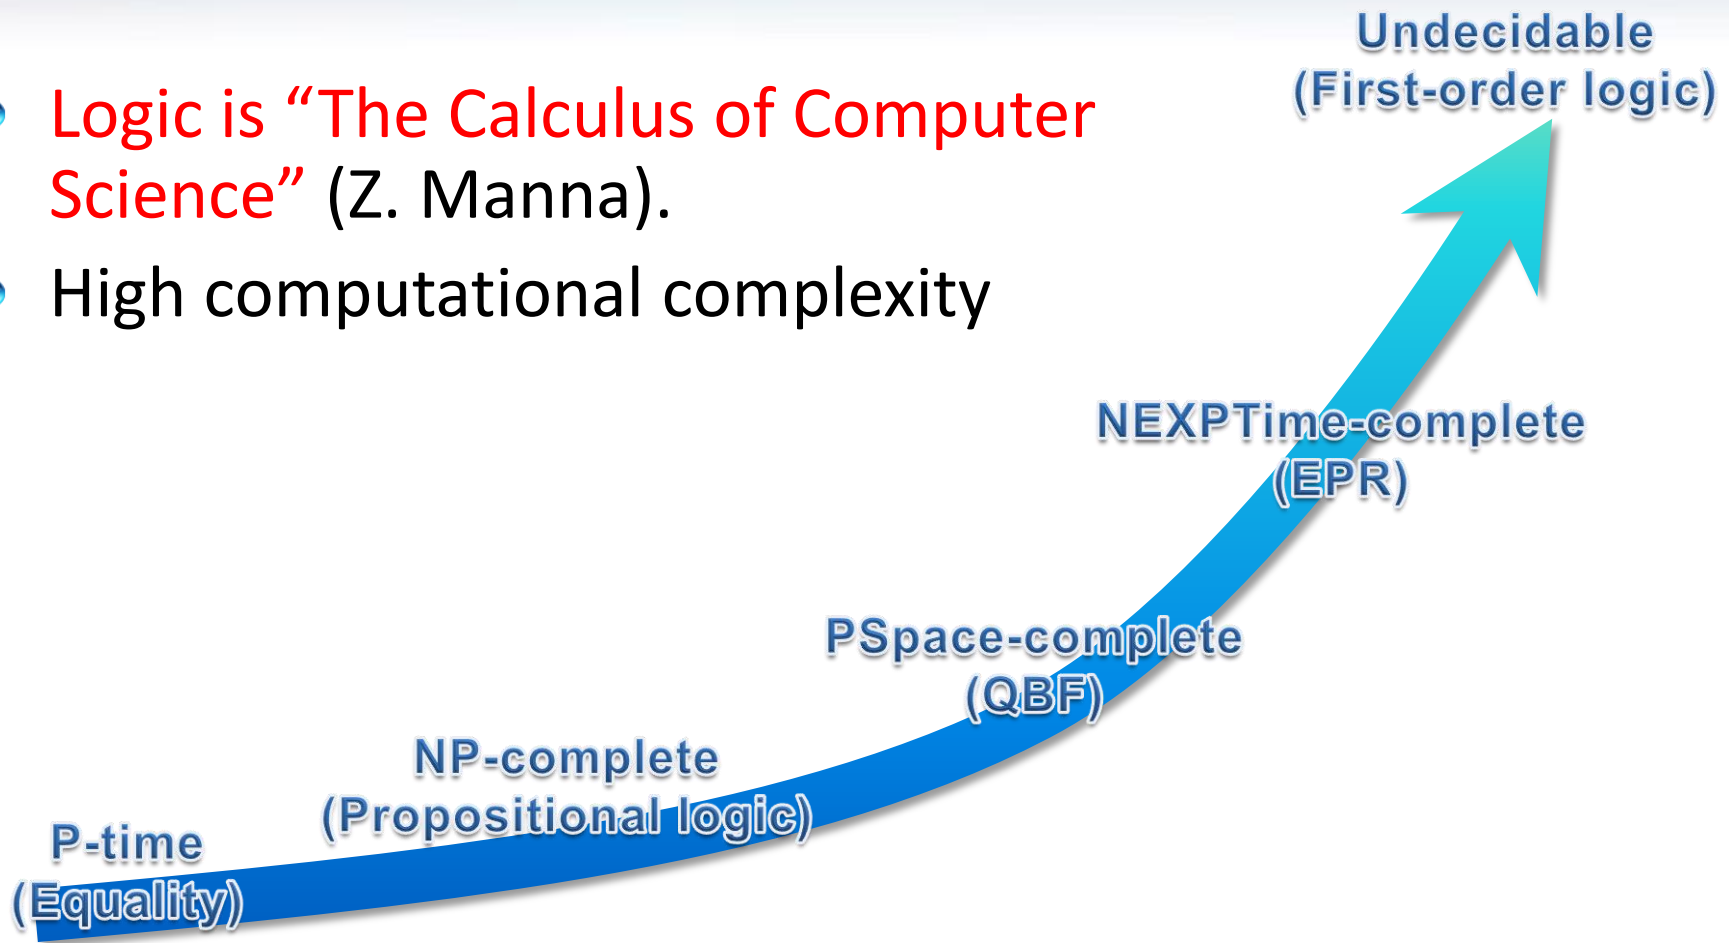 Undecidable
(First-order logic)
Logic is “The Calculus of Computer
Science” (Z. Manna).
High computational complexity
NEXPTime-complete
(EPR)
PSpace-complete
(QBF)
NP-complete
(Propositional logic)
P-time
(Equality)